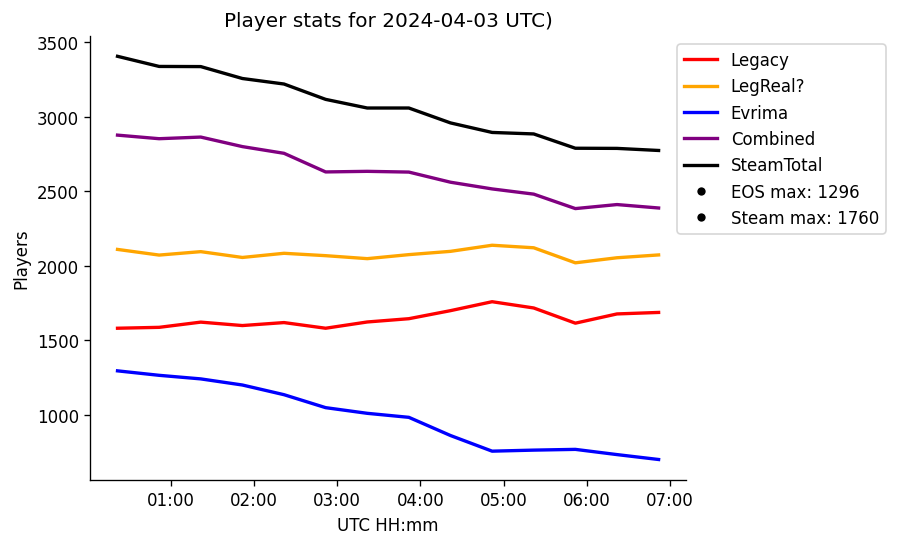 Player stats for 2024-04-03 UTC)
3500
3000
2500
2000
1500
1000
Players
01:00
02:00
03:00
04:00
05:00
06:00
07:00
UTC HH:mm
Legacy
LegReal?
Evrima
Combined
SteamTotal
EOS max: 1296
Steam max: 1760